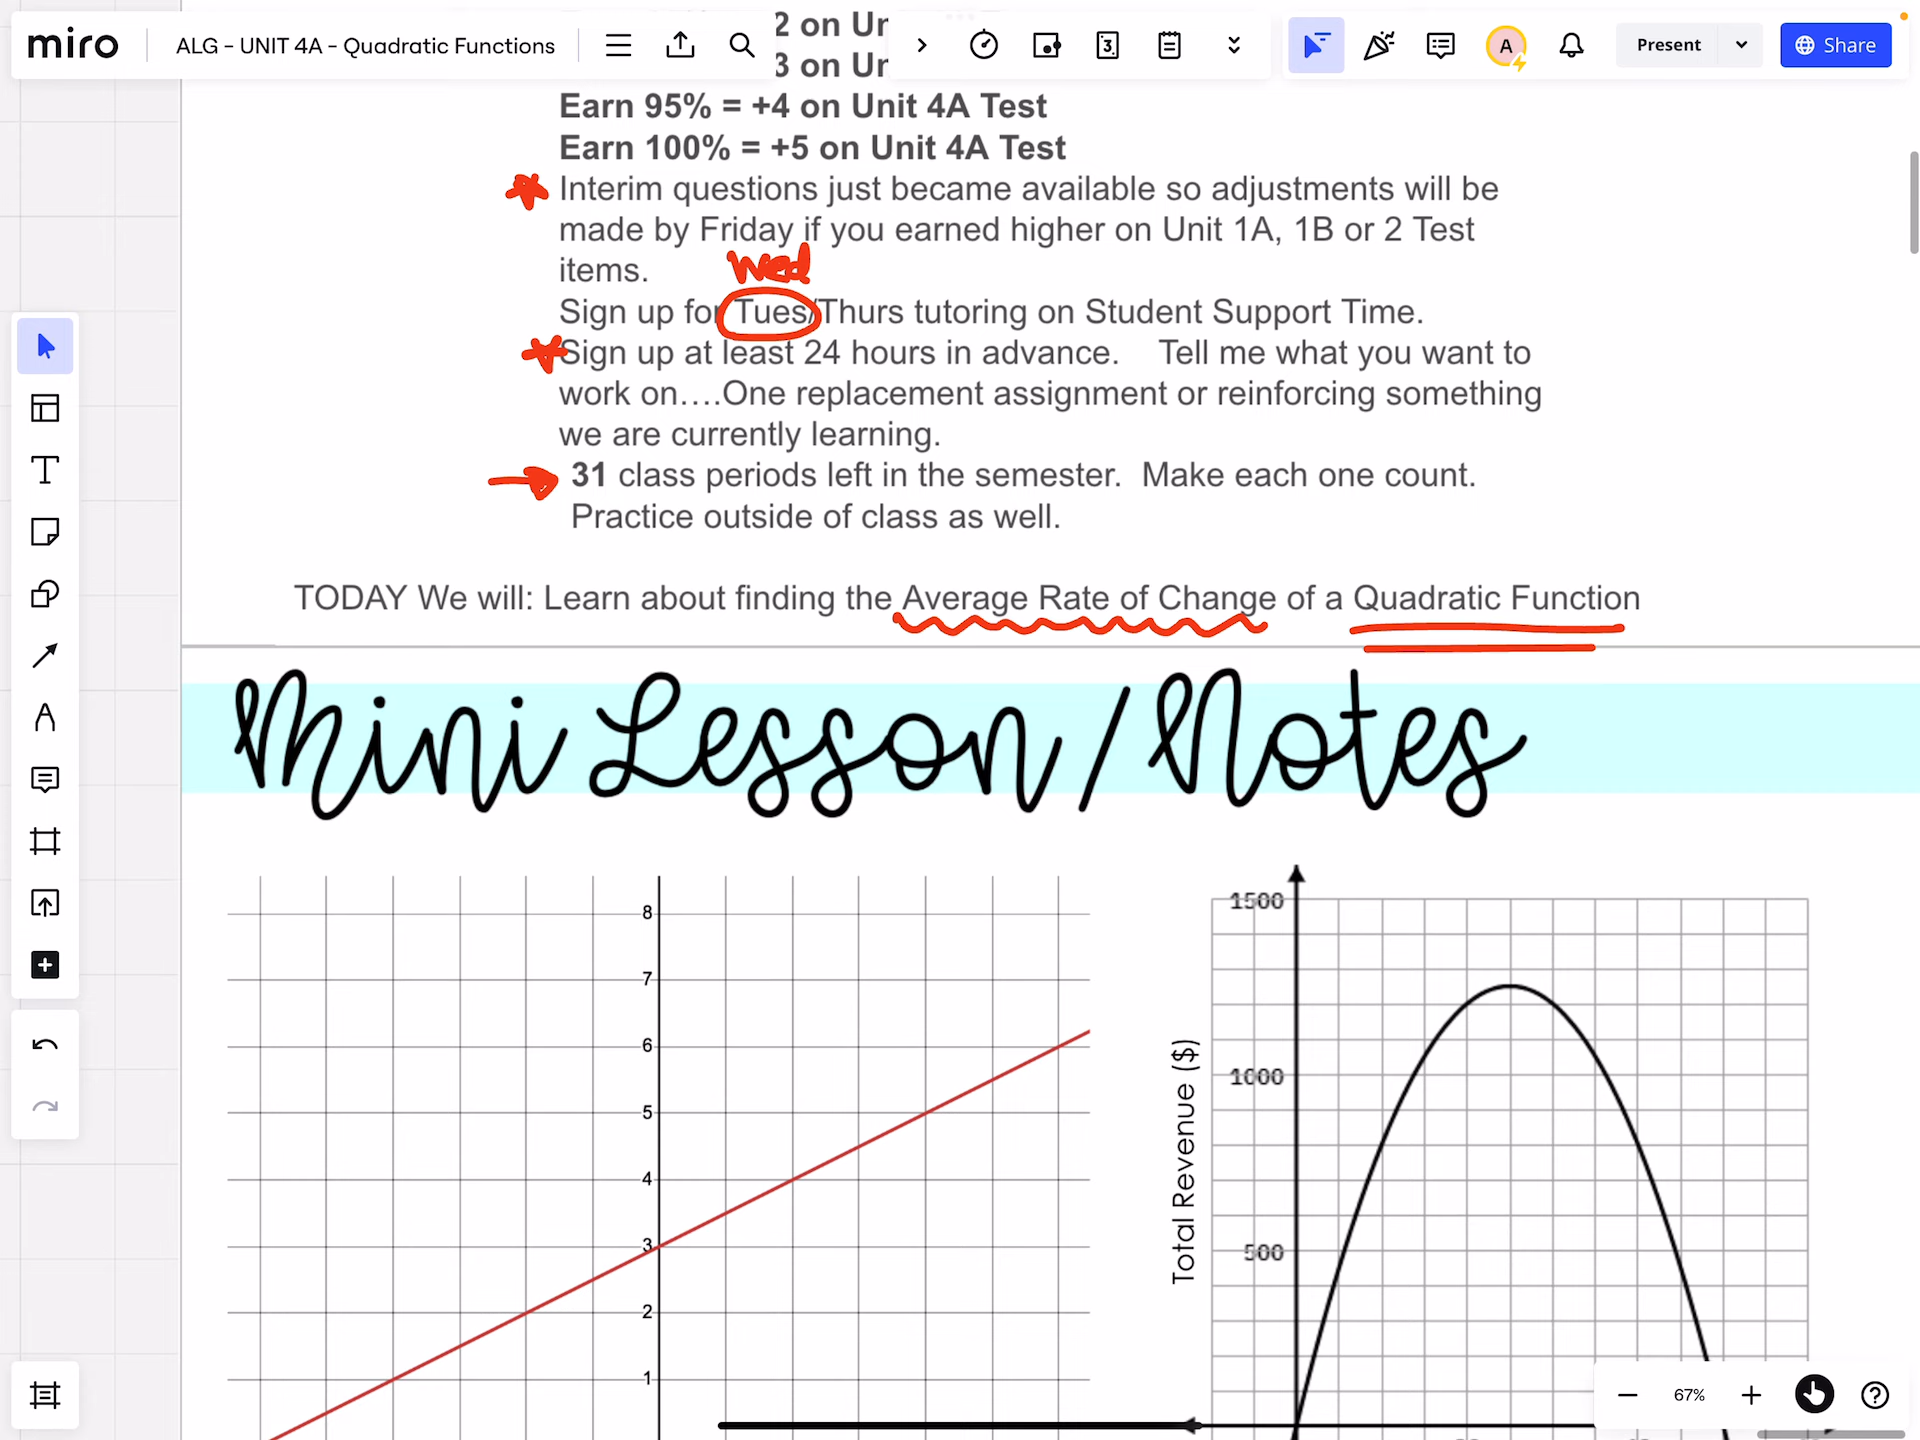 miro
ALG - UNIT 4A - Quadratic Functions
Present
Share
2 on Un
3 on Un
Earn 95% = +4 on Unit 4A Test
Earn 100% = +5 on Unit 4A Test
Interim questions just became available so adjustments will be
made by Friday if you earned higher on Unit 1A, 1B or 2 Test
items.
Wed
Sign up for Tues/Thurs tutoring on Student Support Time.
Sign up at least 24 hours in advance. Tell me what you want to
work on….One replacement assignment or reinforcing something
we are currently learning.
31 class periods left in the semester. Make each one count.
Practice outside of class as well.
TODAY We will: Learn about finding the Average Rate of Change of a Quadratic Function
Mini Lesson/Notes
8
7
6
5
4
3
2
1
1500
1000
500
Total Revenue ($)
67%